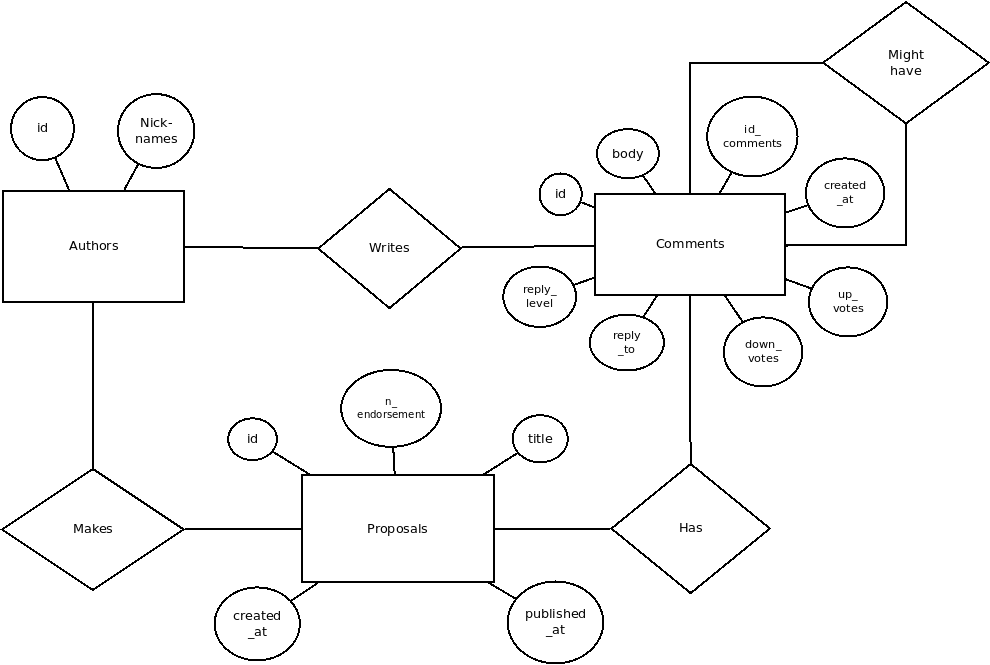 Might
have
id
Nick-
names
id_
comments
body
created
_at
id
Authors
Writes
Comments
reply_
level
up_
votes
reply
_to
down_
votes
n_
endorsement
id
title
Makes
Proposals
Has
created
_at
published
_at